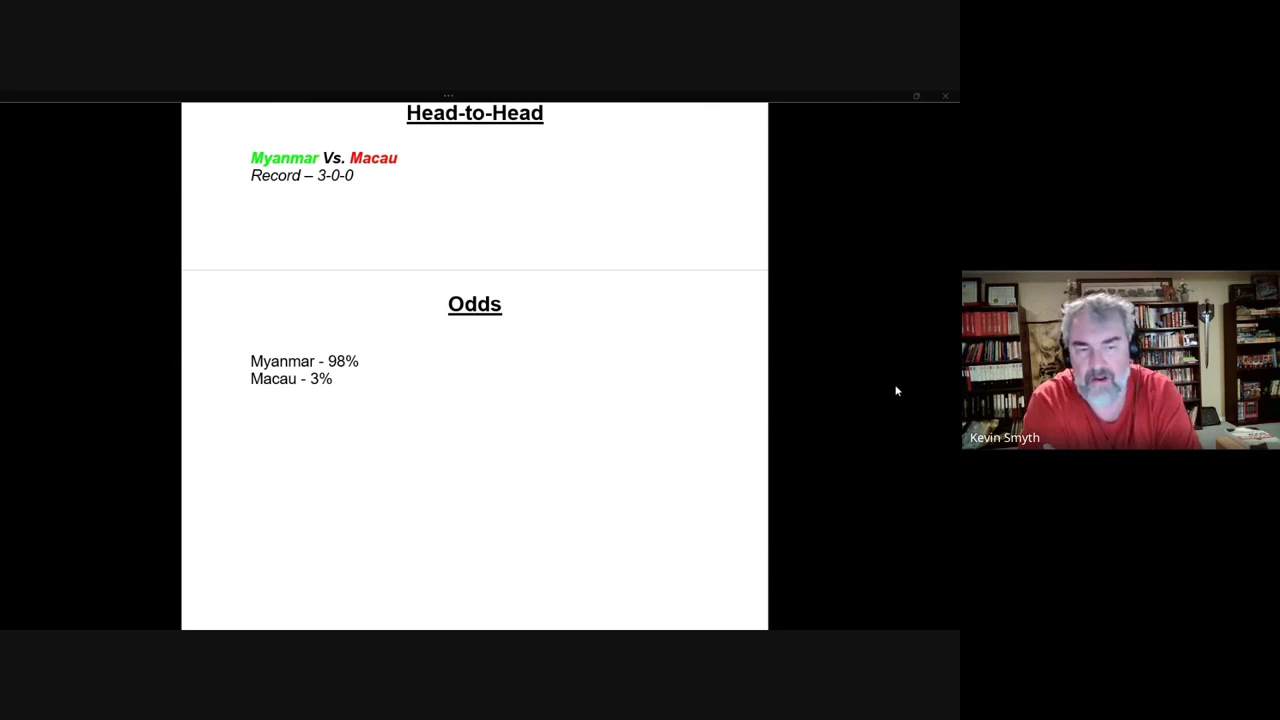 Head-to-Head
Myanmar Vs. Macau
Record – 3-0-0
Odds
Myanmar - 98%
Macau - 3%
Kevin Smyth